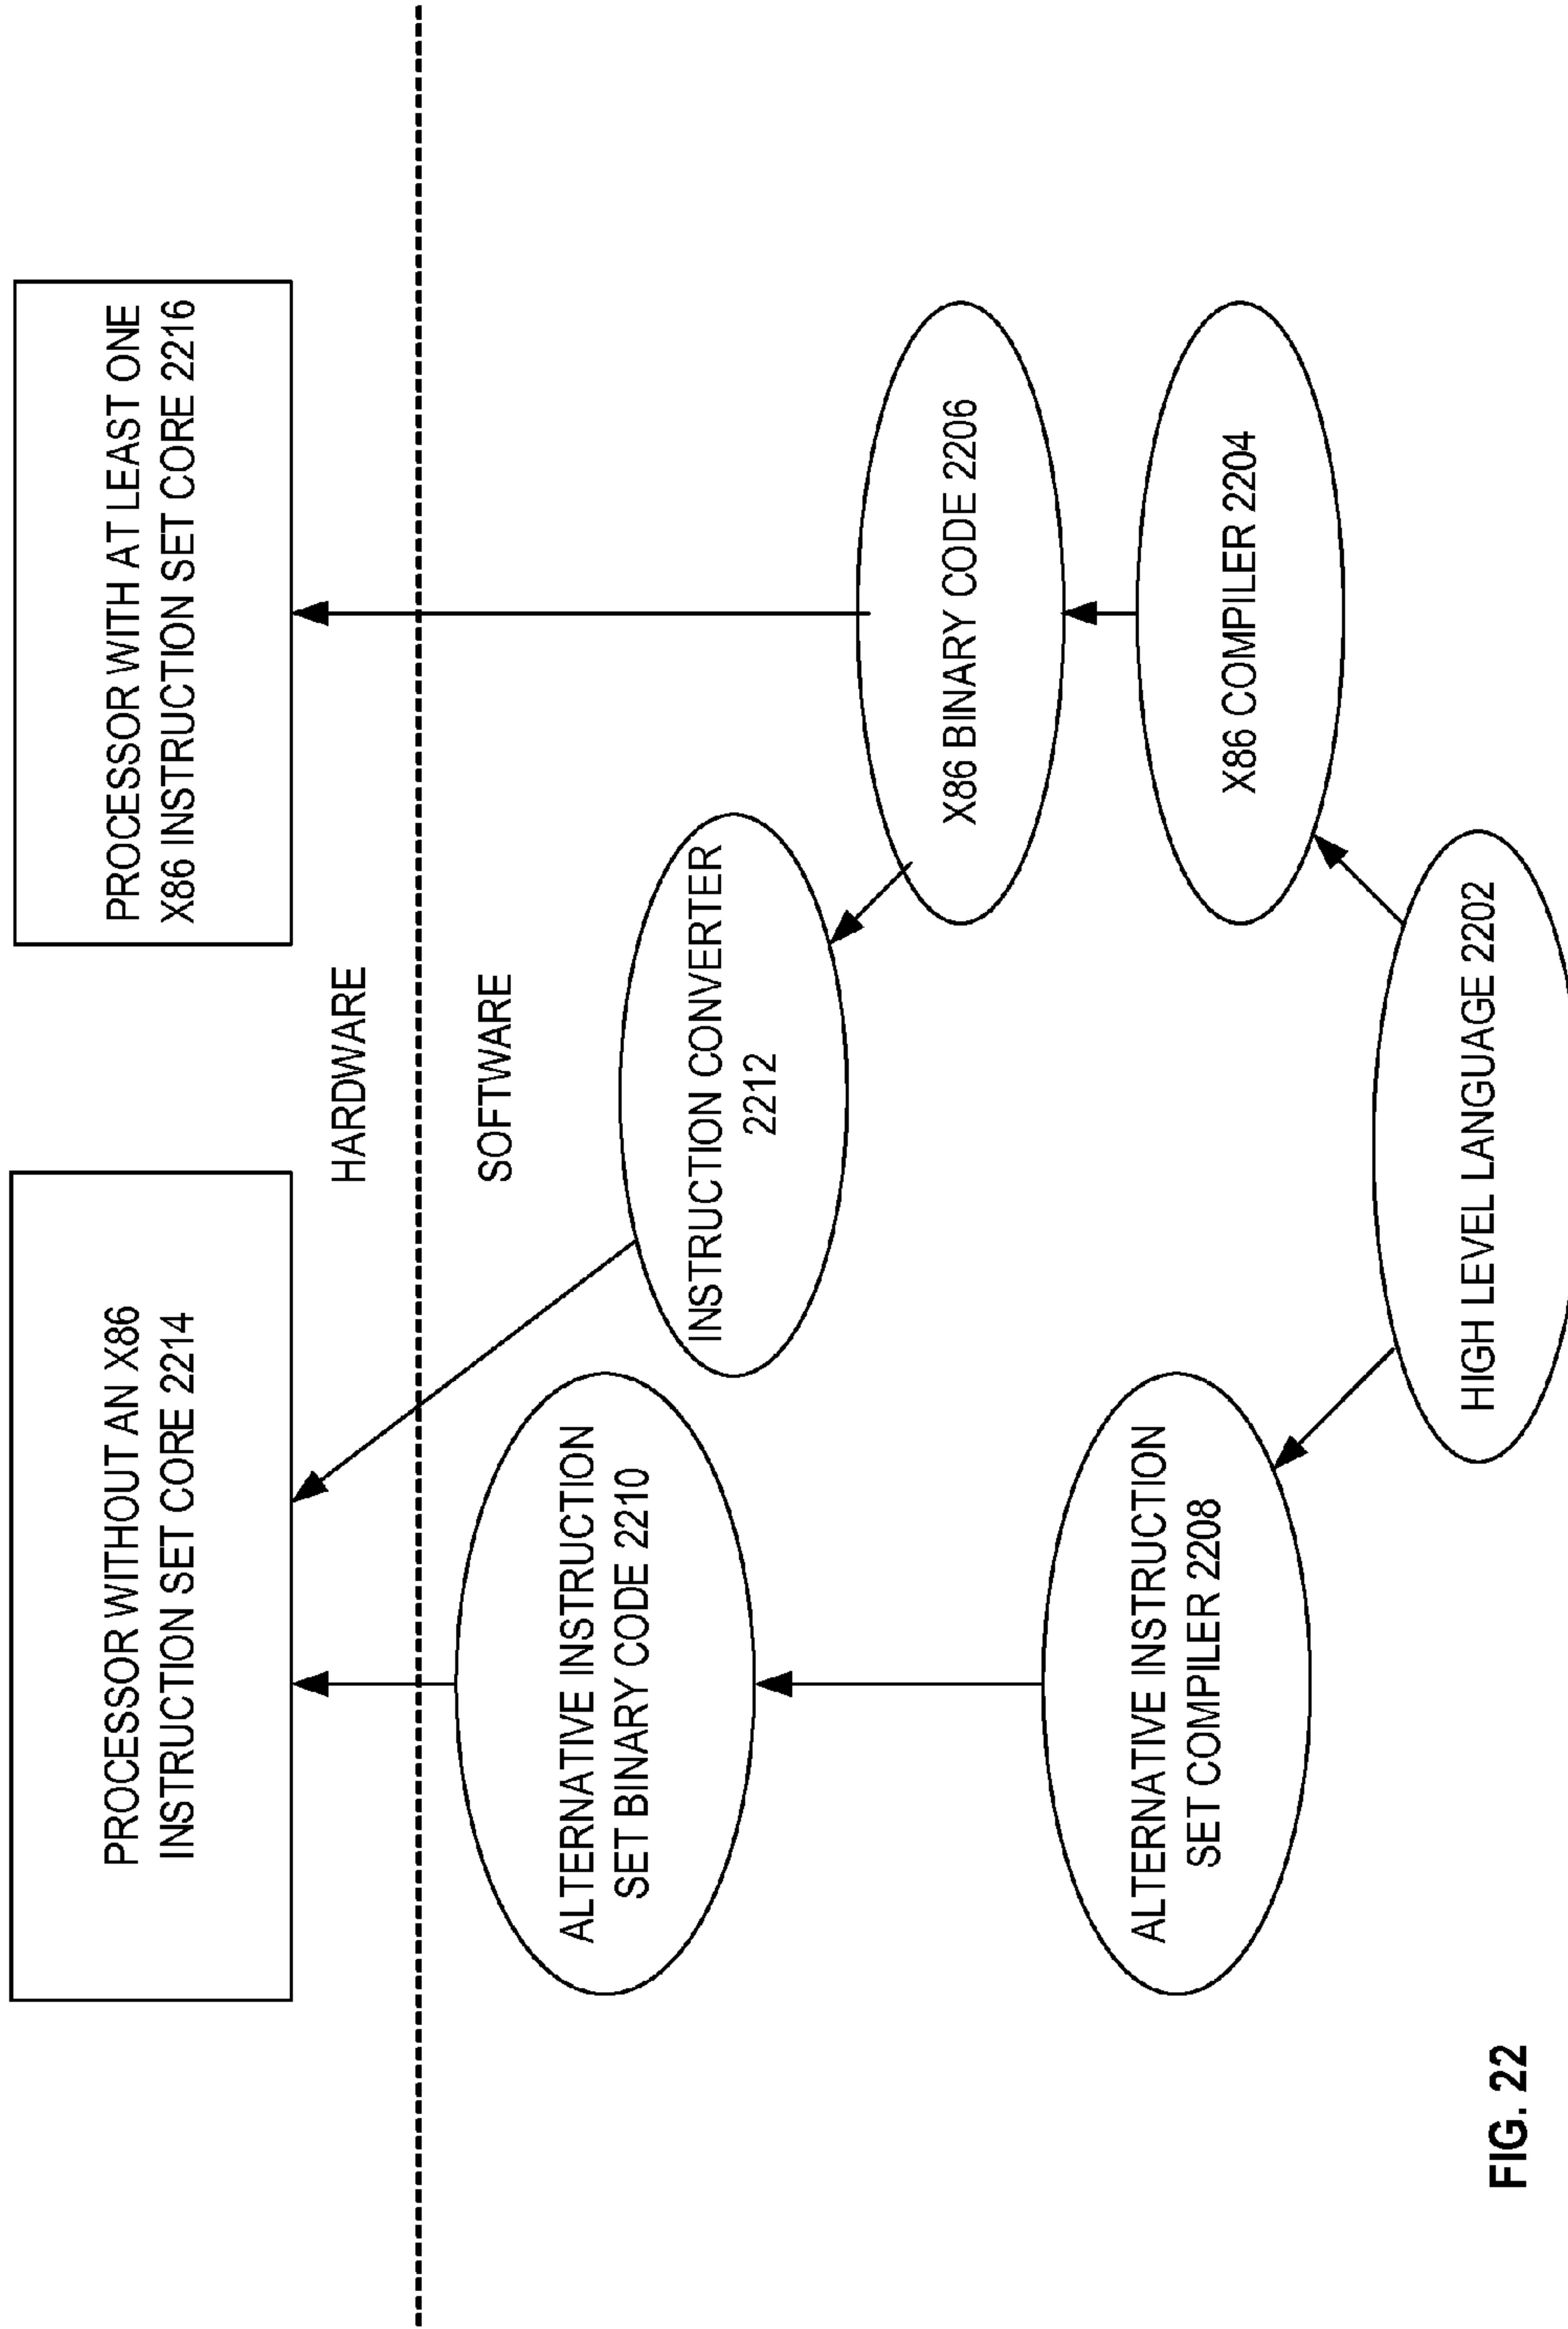 PROCESSOR WITHOUT AN X86
INSTRUCTION SET CORE 2214
PROCESSOR WITH AT LEAST ONE
X86 INSTRUCTION SET CORE 2216
HARDWARE
SOFTWARE
ALTERNATIVE INSTRUCTION
SET BINARY CODE 2210
INSTRUCTION CONVERTER
2212
X86 BINARY CODE 2206
ALTERNATIVE INSTRUCTION
SET COMPILER 2208
X86 COMPILER 2204
HIGH LEVEL LANGUAGE 2202
FIG. 22